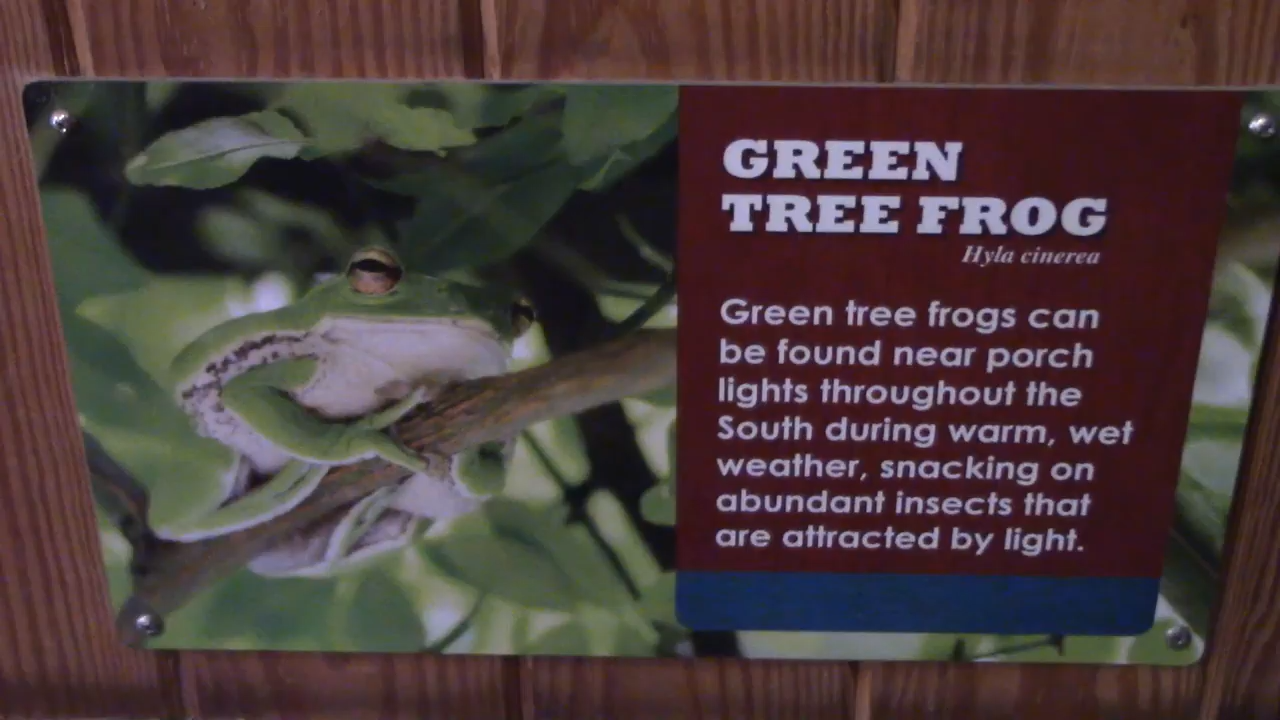 GREEN
TREE FROG
Hyla cinerea
Green tree frogs can
be found near porch
lights throughout the
South during warm, wet
weather, snacking on
abundant insects that
are attracted by light.